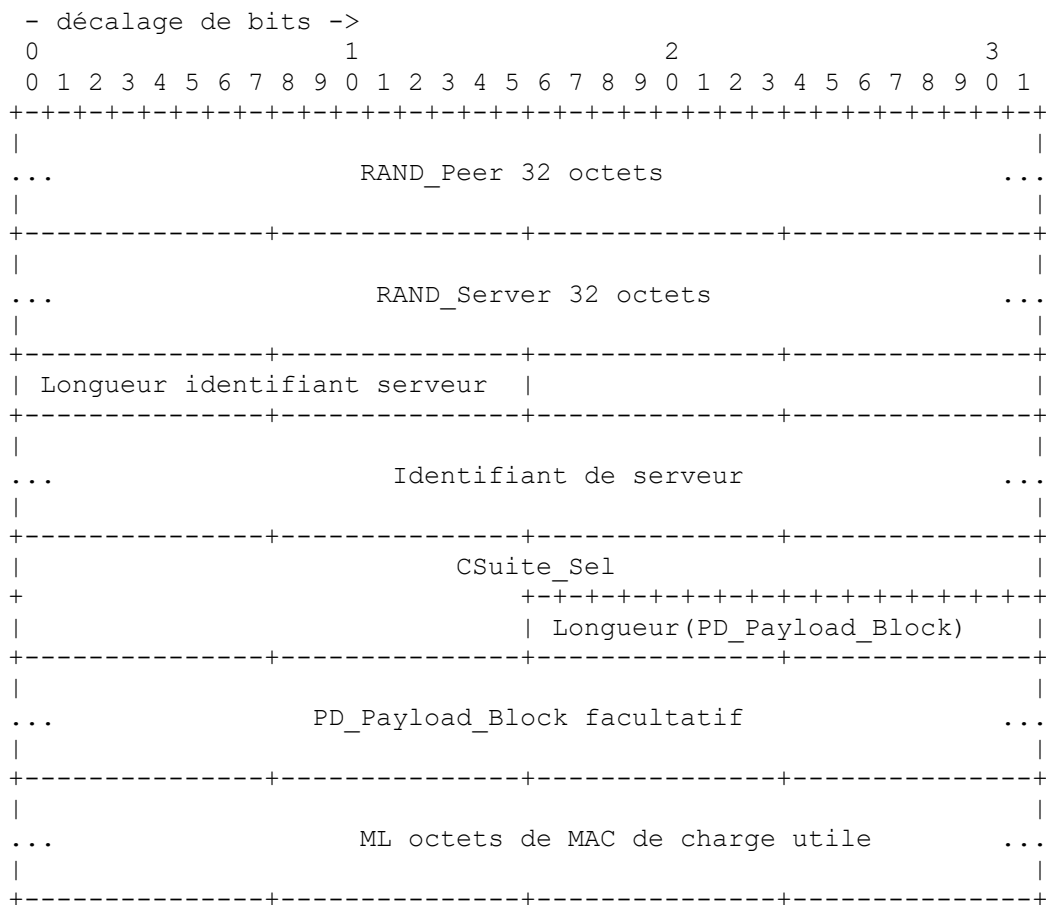 - décalage de bits ->
 0                   1                   2                   3
 0 1 2 3 4 5 6 7 8 9 0 1 2 3 4 5 6 7 8 9 0 1 2 3 4 5 6 7 8 9 0 1
+-+-+-+-+-+-+-+-+-+-+-+-+-+-+-+-+-+-+-+-+-+-+-+-+-+-+-+-+-+-+-+-+
|                                                               |
...                   RAND_Peer 32 octets                     ...
|                                                               |
+---------------+---------------+---------------+---------------+
|                                                               |
...                    RAND_Server 32 octets                  ...
|                                                               |
+---------------+---------------+---------------+---------------+
| Longueur identifiant serveur  |                               |
+---------------+---------------+---------------+---------------+
|                                                               |
...                     Identifiant de serveur                ...
|                                                               |
+---------------+---------------+---------------+---------------+
|                           CSuite_Sel                          |
+                               +-+-+-+-+-+-+-+-+-+-+-+-+-+-+-+-+
|                               | Longueur(PD_Payload_Block)    |
+---------------+---------------+---------------+---------------+
|                                                               |
...                PD_Payload_Block facultatif                ...
|                                                               |
+---------------+---------------+---------------+---------------+
|                                                               |
...                   ML octets de MAC de charge utile        ...
|                                                               |
+---------------+---------------+---------------+---------------+